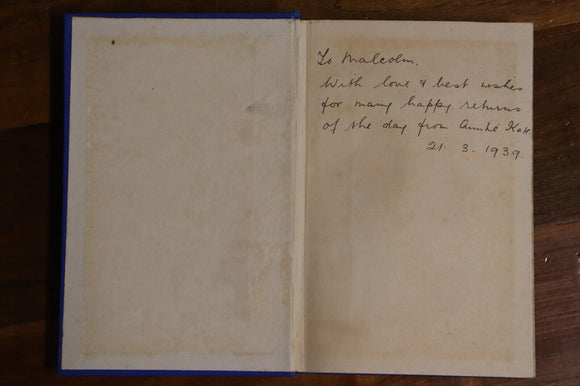 To Malcolm.
With love & best wishes
for many happy returns
of the day from Auntie Kate.
21. 3. 1939.